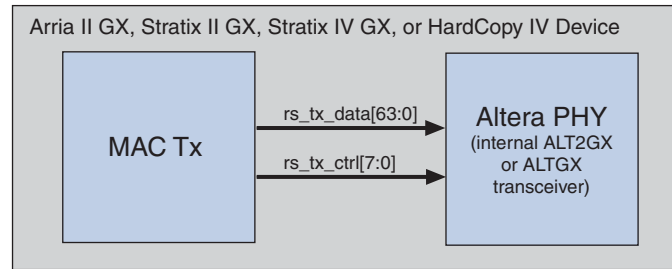 Arria II GX, Stratix II GX, Stratix IV GX, or HardCopy IV Device
MAC Tx
rs_tx_data[63:0]
rs_tx_ctrl[7:0]
Altera PHY
(internal ALT2GX
or ALTGX
transceiver)